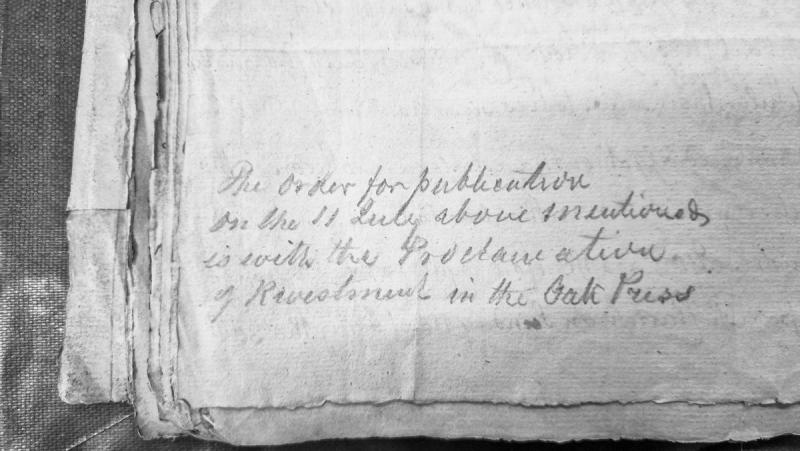 The Order for publication
on the 11 July above mentioned
is with the Proclamation
of Revestment in the Oak Press